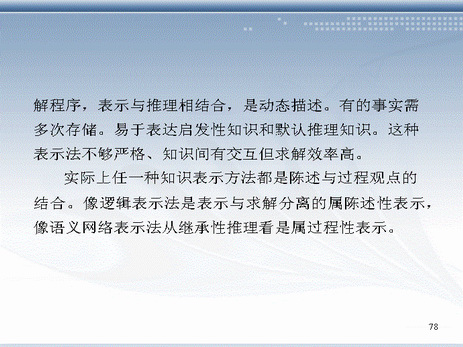 解程序，表示与推理相结合，是动态描述。有的事实需
多次存储。易于表达启发性知识和默认推理知识。这种
表示法不够严格、知识间有交互但求解效率高。
实际上任一种知识表示方法都是陈述与过程观点的
结合。像逻辑表示法是表示与求解分离的属陈述性表示，
像语义网络表示法从继承性推理看是属过程性表示。
78